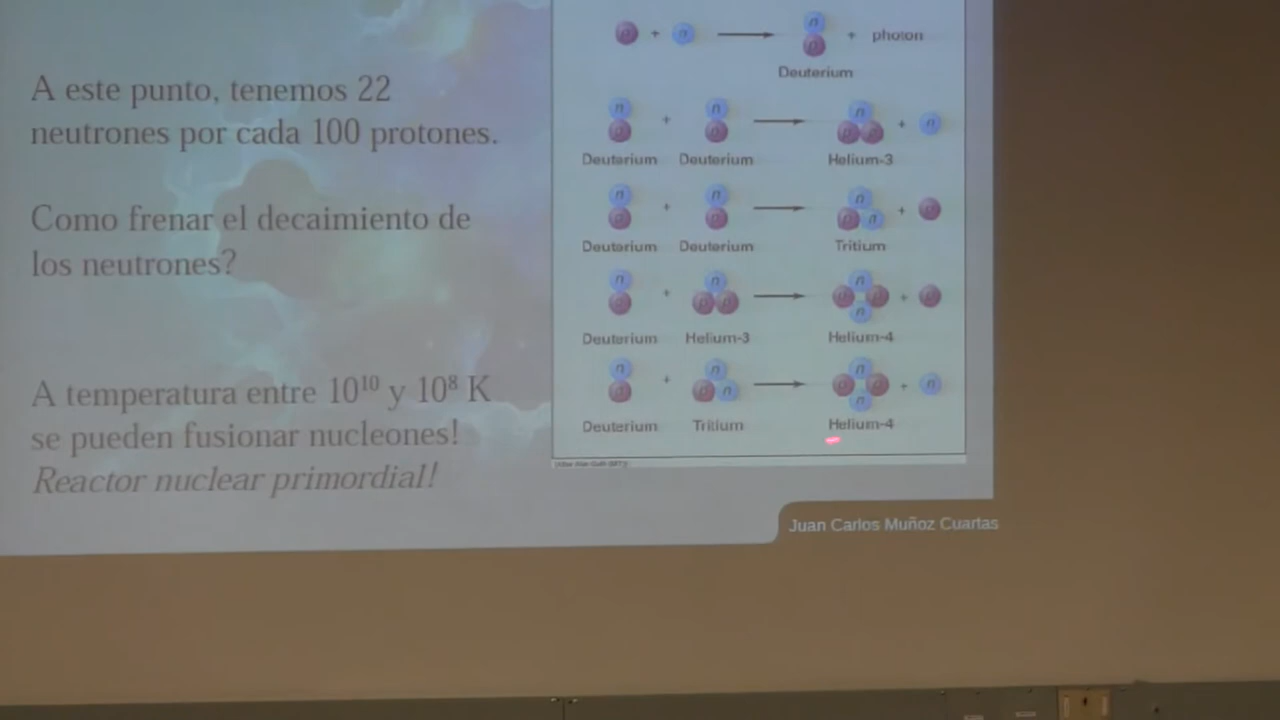 A este punto, tenemos 22
neutrones por cada 100 protones.
Como frenar el decaimiento de
los neutrones?
A temperatura entre 10¹⁰ y 10⁸ K
se pueden fusionar nucleones!
Reactor nuclear primordial!
p + n n p + photon
Deuterium
n p + n p n p p + n
Deuterium Deuterium Helium-3
n p + n p n p n + p
Deuterium Deuterium Tritium
n p + n p p n p p n + p
Deuterium Helium-3 Helium-4
n p + n p n n p p n + n
Deuterium Tritium Helium-4
Juan Carlos Muñoz Cuartas